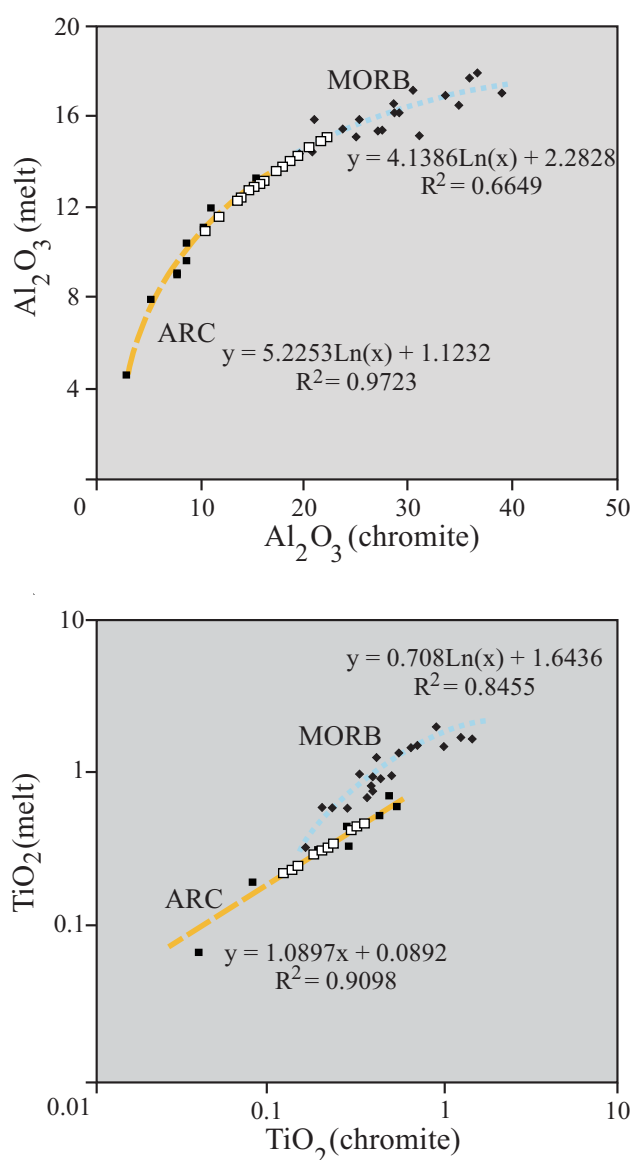 20
16
12
8
4
Al₂O₃ (melt)
MORB
y = 4.1386Ln(x) + 2.2828
R² = 0.6649
ARC
y = 5.2253Ln(x) + 1.1232
R² = 0.9723
0 10 20 30 40 50
Al₂O₃ (chromite)
10
1
0.1
0.01
TiO₂ (melt)
y = 0.708Ln(x) + 1.6436
R² = 0.8455
MORB
ARC
y = 1.0897x + 0.0892
R² = 0.9098
0.1 1 10
TiO₂ (chromite)